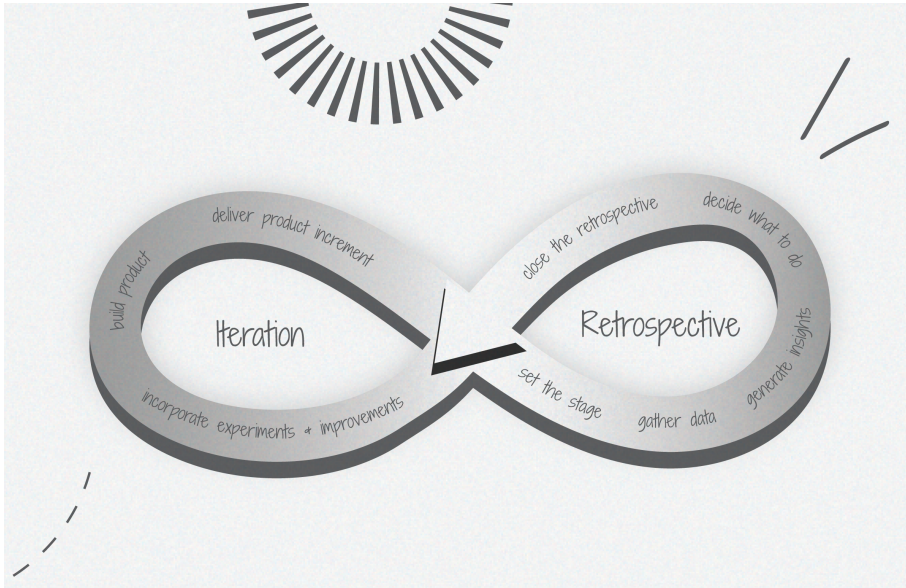 Iteration
incorporate experiments & improvements
build product
deliver product increment
Retrospective
set the stage
gather data
generate insights
decide what to do
close the retrospective